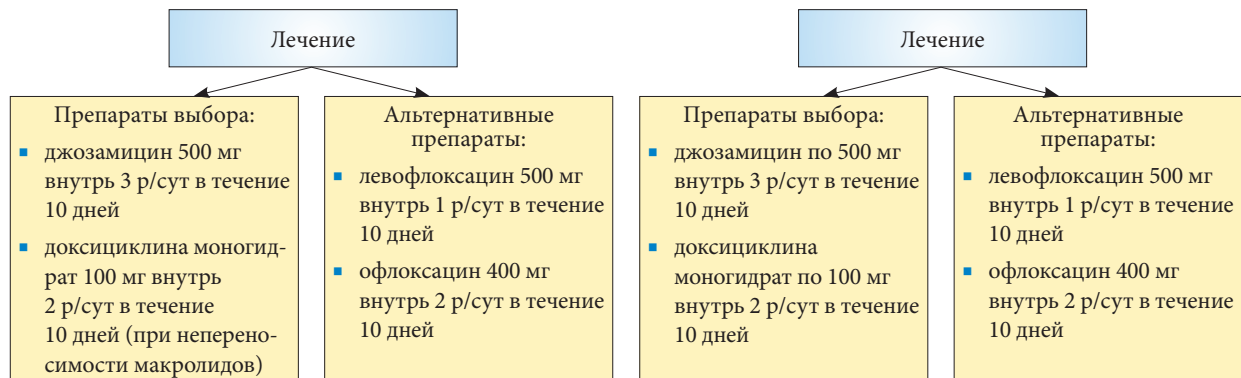 Лечение
Препараты выбора:
джозамицин 500 мг
внутрь 3 р/сут в течение
10 дней
доксициклина моногид-
рат 100 мг внутрь
2 р/сут в течение
10 дней (при неперено-
симости макролидов)
Альтернативные
препараты:
левофлоксацин 500 мг
внутрь 1 р/сут в течение
10 дней
офлоксацин 400 мг
внутрь 2 р/сут в течение
10 дней
Лечение
Препараты выбора:
джозамицин по 500 мг
внутрь 3 р/сут в течение
10 дней
доксициклина
моногидрат по 100 мг
внутрь 2 р/сут в течение
10 дней
Альтернативные
препараты:
левофлоксацин 500 мг
внутрь 1 р/сут в течение
10 дней
офлоксацин 400 мг
внутрь 2 р/сут в течение
10 дней